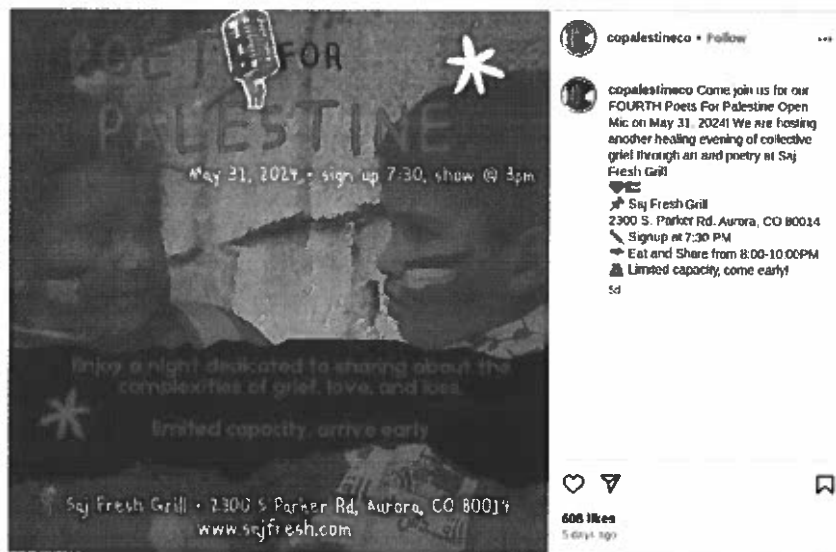 POETS FOR
PALESTINE
May 31, 2024 • sign up 7:30, show @ 8pm
Enjoy a night dedicated to sharing about the
complexities of grief, love, and loss.
limited capacity, arrive early
Saj Fresh Grill • 2300 S Parker Rd, Aurora, CO 80014
www.sajfresh.com
copalestineco • Follow
copalestineco Come join us for our
FOURTH Poets For Palestine Open
Mic on May 31, 2024! We are hosting
another healing evening of collective
grief through art and poetry at Saj
Fresh Grill
Saj Fresh Grill
2300 S. Parker Rd. Aurora, CO 80014
Signup at 7:30 PM
Eat and Share from 8:00-10:00PM
Limited capacity, come early!
5d
608 likes
5 days ago